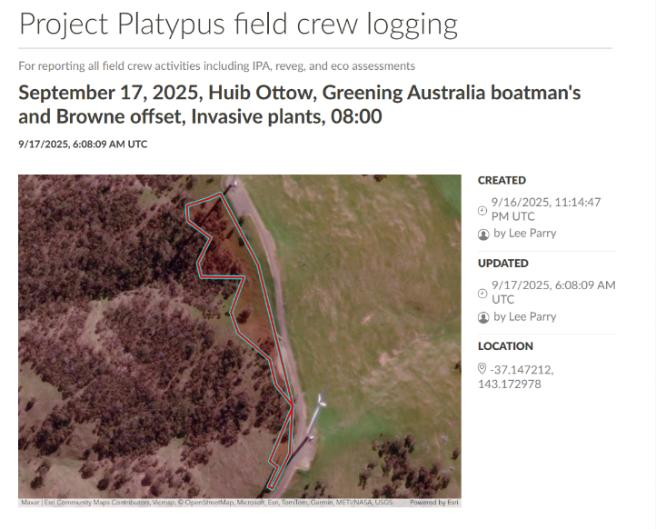 Project Platypus field crew logging
For reporting all field crew activities including IPA, reveg, and eco assessments
September 17, 2025, Huib Ottow, Greening Australia boatman's
and Browne offset, Invasive plants, 08:00
9/17/2025, 6:08:09 AM UTC
CREATED
9/16/2025, 11:14:47
PM UTC
by Lee Parry
UPDATED
9/17/2025, 6:08:09 AM
UTC
by Lee Parry
LOCATION
-37.147212,
143.172978
Maxar | Esri Community Maps Contributors, Vicmap, © OpenStreetMap, Microsoft, Esri, TomTom, Garmin, METI/NASA, USGS
Powered by Esri